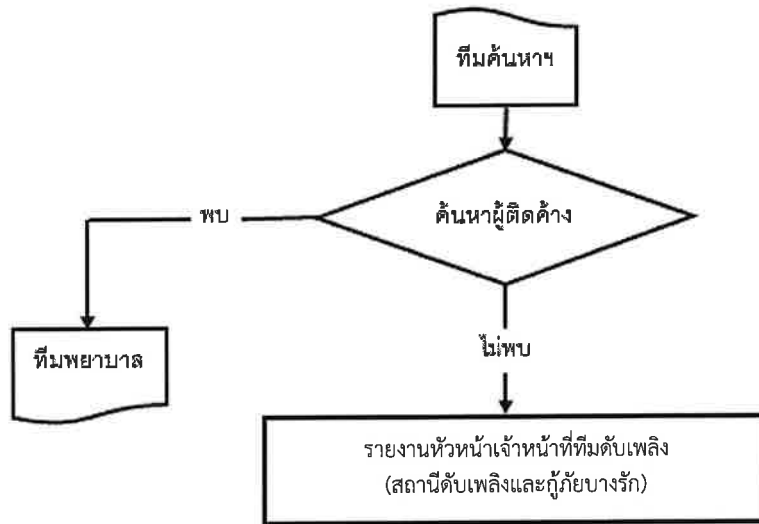 ทีมค้นหาฯ
ค้นหาผู้ติดค้าง
พบ
ไม่พบ
ทีมพยาบาล
รายงานหัวหน้าเจ้าหน้าที่ทีมดับเพลิง
(สถานีดับเพลิงและกู้ภัยบางรัก)